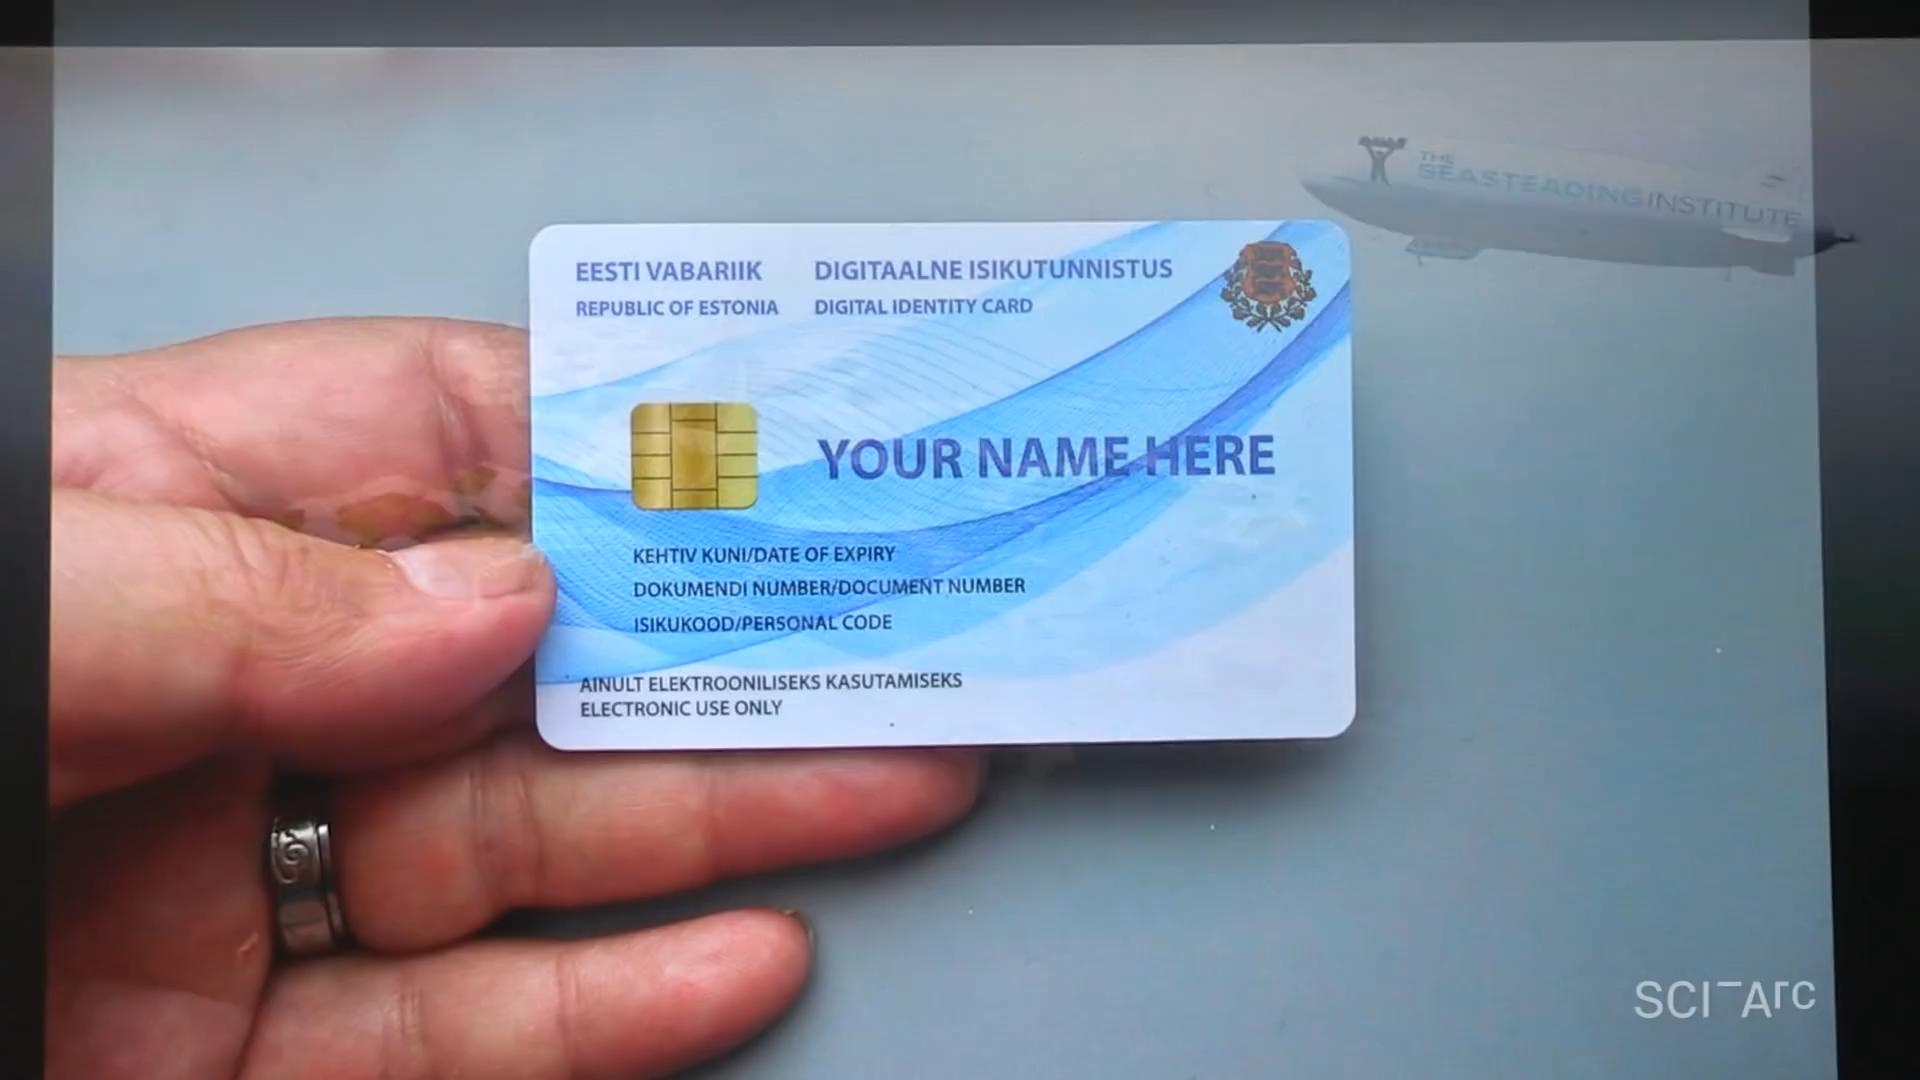 THE
SEASTEADING INSTITUTE
EESTI VABARIIK
REPUBLIC OF ESTONIA
DIGITAALNE ISIKUTUNNISTUS
DIGITAL IDENTITY CARD
YOUR NAME HERE
KEHTIV KUNI/DATE OF EXPIRY
DOKUMENDI NUMBER/DOCUMENT NUMBER
ISIKUKOOD/PERSONAL CODE
AINULT ELEKTROONILISEKS KASUTAMISEKS
ELECTRONIC USE ONLY
SCI-Arc